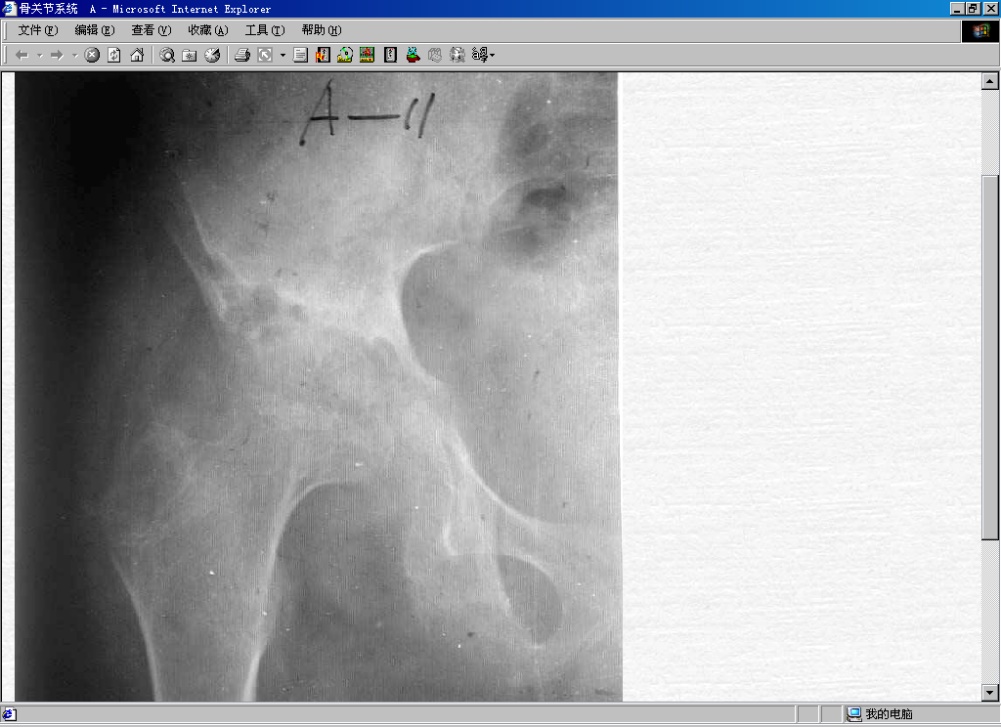 骨关节系统 A - Microsoft Internet Explorer
文件(F) 编辑(E) 查看(V) 收藏(A) 工具(T) 帮助(H)
A—11
我的电脑